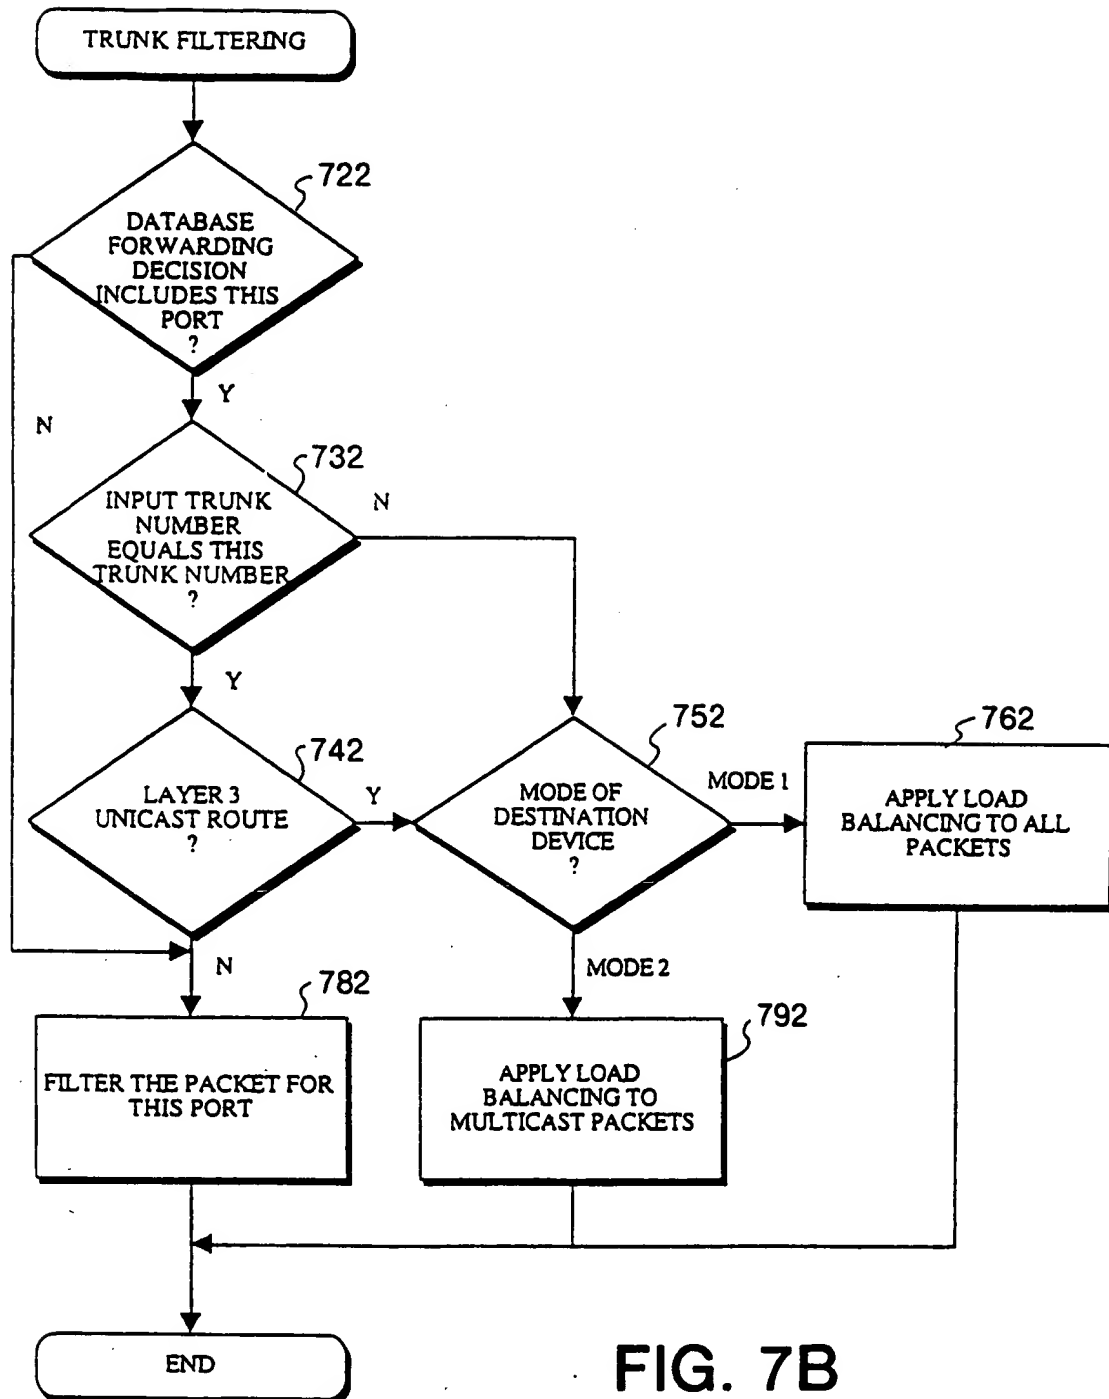 TRUNK FILTERING
722
DATABASE
FORWARDING
DECISION
INCLUDES THIS
PORT
?
Y
N
732
INPUT TRUNK
NUMBER
EQUALS THIS
TRUNK NUMBER
?
N
Y
742
LAYER 3
UNICAST ROUTE
?
Y
N
752
MODE OF
DESTINATION
DEVICE
?
MODE 1
MODE 2
762
APPLY LOAD
BALANCING TO ALL
PACKETS
782
FILTER THE PACKET FOR
THIS PORT
792
APPLY LOAD
BALANCING TO
MULTICAST PACKETS
END
FIG. 7B